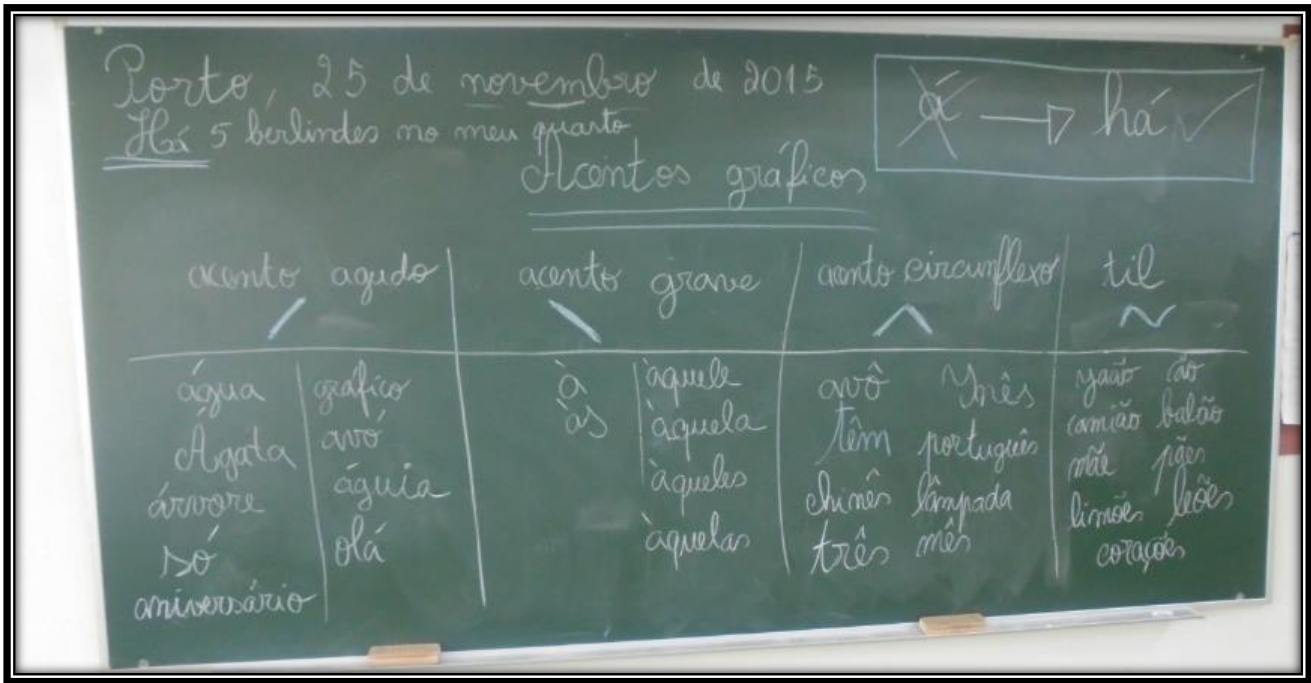 Porto, 25 de novembro de 2015
Há 5 berlindes no meu quarto
á → há ✓
Acentos gráficos
acento agudo
água gráfico
Ágata avó
árvore águia
só olá
aniversário
acento grave
à àquele
às àquela
àqueles
àquelas
acento circunflexo
avô Inês
têm português
chinês lâmpada
três mês
til
cão
camião balão
mãe pães
limões leões
corações